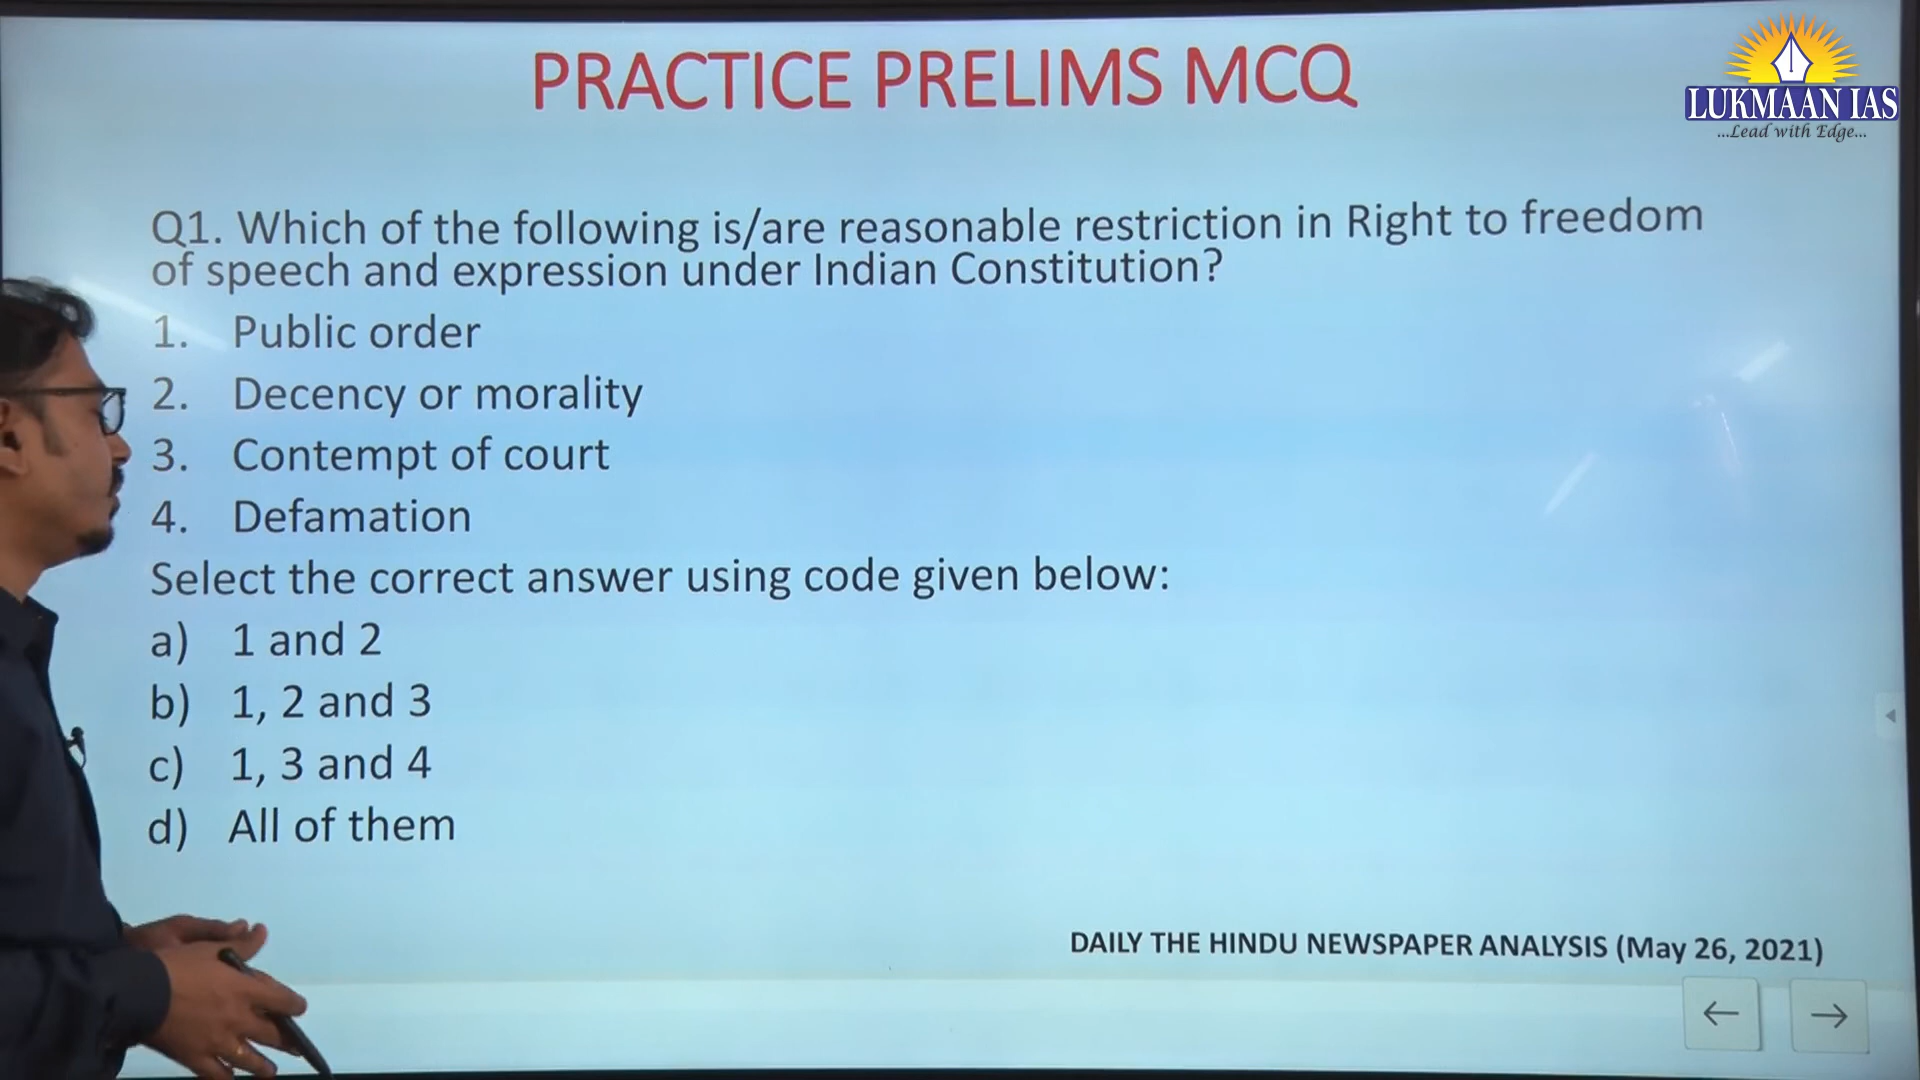 PRACTICE PRELIMS MCQ
LUKMAAN IAS
...Lead with Edge...
Q1. Which of the following is/are reasonable restriction in Right to freedom
of speech and expression under Indian Constitution?
1. Public order
2. Decency or morality
3. Contempt of court
4. Defamation
Select the correct answer using code given below:
a) 1 and 2
b) 1, 2 and 3
c) 1, 3 and 4
d) All of them
DAILY THE HINDU NEWSPAPER ANALYSIS (May 26, 2021)